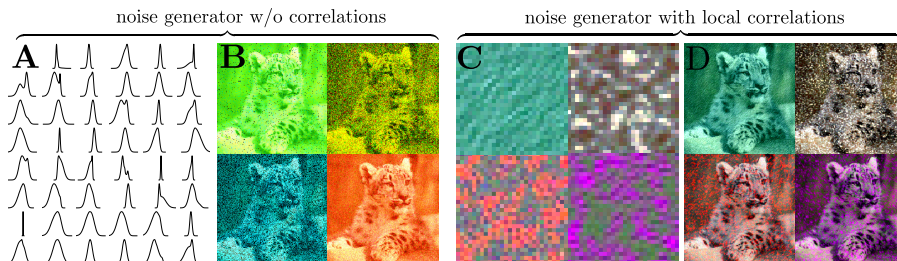 noise generator w/o correlations
noise generator with local correlations
A
B
C
D